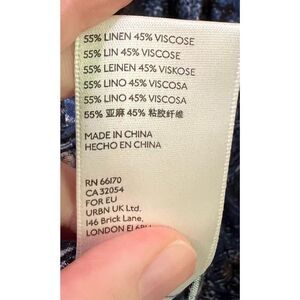 55% LINEN 45% VISCOSE
55% LIN 45% VISCOSE
55% LEINEN 45% VISKOSE
55% LINO 45% VISCOSA
55% LINO 45% VISCOSA
55% 亚麻 45% 粘胶纤维
MADE IN CHINA
HECHO EN CHINA
RN 66170
CA 32054
FOR EU
URBN UK Ltd.
146 Brick Lane,
LONDON